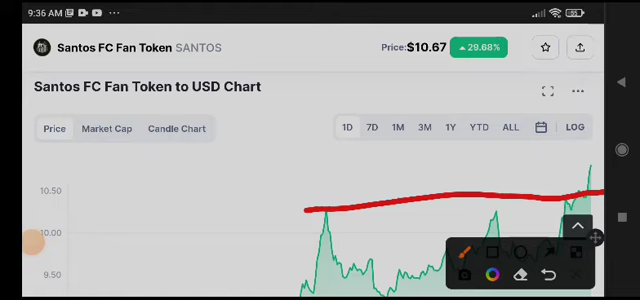 9:36 AM 65
Santos FC Fan Token SANTOS Price: $10.67 29.68%
Santos FC Fan Token to USD Chart
Price Market Cap Candle Chart 1D 7D 1M 3M 1Y YTD ALL LOG
10.50
10.00
9.50